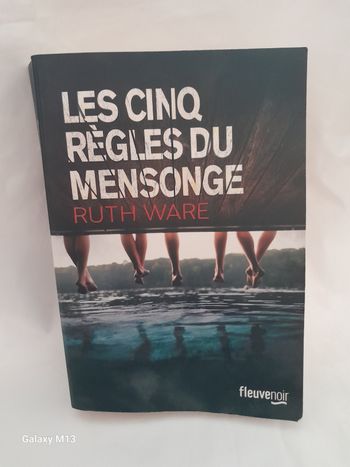 LES CINQ
RÈGLES DU
MENSONGE
RUTH WARE
fleuvenoir
Galaxy M13